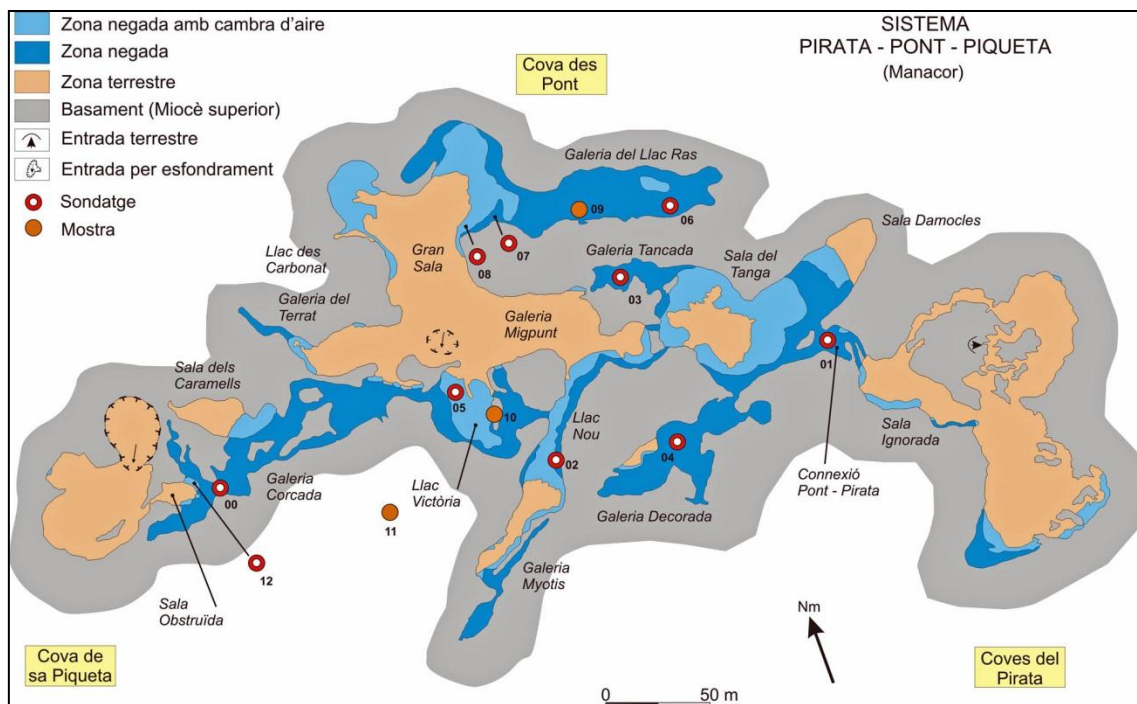 Zona negada amb cambra d'aire
Zona negada
Zona terrestre
Basament (Miocè superior)
Entrada terrestre
Entrada per esfondrament
Sondatge
Mostra
SISTEMA
PIRATA - PONT - PIQUETA
(Manacor)
Cova des
Pont
Galeria del Llac Ras
09
06
07
08
Sala Damocles
Llac des
Carbonat
Gran
Sala
Galeria Tancada
03
Sala del
Tanga
Galeria del
Terrat
Galeria
Migpunt
01
Sala dels
Caramells
05
10
Llac
Nou
02
04
Sala
Ignorada
Connexió
Pont - Pirata
00
Galeria
Corcada
Llac
Victòria
11
Galeria Decorada
12
Sala
Obstruïda
Galeria
Myotis
Nm
Cova de
sa Piqueta
0 50 m
Coves del
Pirata